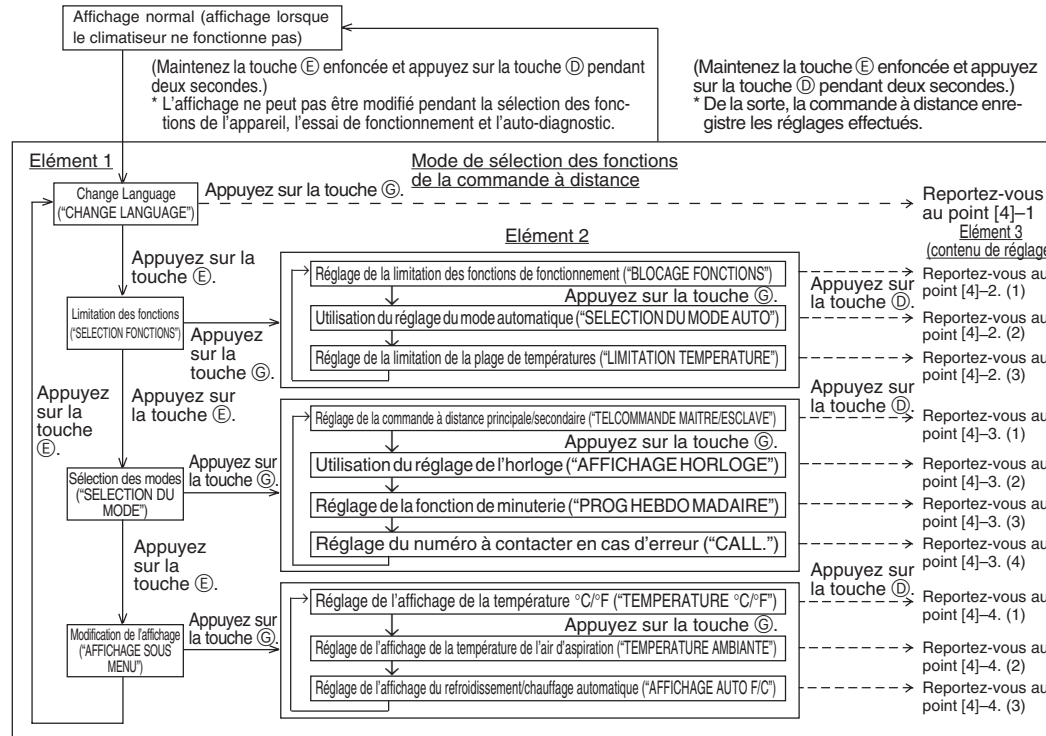 Affichage normal (affichage lorsque
le climatiseur ne fonctionne pas)
(Maintenez la touche Ⓔ enfoncée et appuyez sur la touche Ⓓ pendant
deux secondes.)
* L'affichage ne peut pas être modifié pendant la sélection des fonc-
tions de l'appareil, l'essai de fonctionnement et l'auto-diagnostic.
(Maintenez la touche Ⓔ enfoncée et appuyez
sur la touche Ⓓ pendant deux secondes.)
* De la sorte, la commande à distance enre-
gistre les réglages effectués.
Elément 1
Mode de sélection des fonctions
de la commande à distance
Change Language
("CHANGE LANGUAGE")
Appuyez sur la touche Ⓖ.
Reportez-vous
au point [4]–1
Elément 2
Elément 3
(contenu de réglage
Appuyez sur la
touche Ⓔ.
Limitation des fonctions
("SELECTION FONCTIONS")
Appuyez
sur la
touche Ⓖ.
Réglage de la limitation des fonctions de fonctionnement ("BLOCAGE FONCTIONS")
Appuyez sur la touche Ⓖ.
Utilisation du réglage du mode automatique ("SELECTION DU MODE AUTO")
Réglage de la limitation de la plage de températures ("LIMITATION TEMPERATURE")
Appuyez sur
la touche Ⓓ.
Reportez-vous au
point [4]–2. (1)
Reportez-vous au
point [4]–2. (2)
Reportez-vous au
point [4]–2. (3)
Appuyez
sur la
touche
Ⓔ.
Appuyez sur
la touche Ⓔ.
Sélection des modes
("SELECTION DU
MODE")
Appuyez sur
la touche Ⓖ.
Réglage de la commande à distance principale/secondaire ("TELCOMMANDE MAITRE/ESCLAVE")
Appuyez sur la touche Ⓖ.
Utilisation du réglage de l'horloge ("AFFICHAGE HORLOGE")
Réglage de la fonction de minuterie ("PROG HEBDO MADAIRE")
Réglage du numéro à contacter en cas d'erreur ("CALL.")
Appuyez sur
la touche Ⓓ.
Reportez-vous au
point [4]–3. (1)
Reportez-vous au
point [4]–3. (2)
Reportez-vous au
point [4]–3. (3)
Reportez-vous au
point [4]–3. (4)
Appuyez
sur la
touche Ⓔ.
Modification de l'affichage
("AFFICHAGE SOUS
MENU")
Appuyez sur
la touche Ⓖ.
Réglage de l'affichage de la température °C/°F ("TEMPERATURE °C/°F")
Appuyez sur la touche Ⓖ.
Réglage de l'affichage de la température de l'air d'aspiration ("TEMPERATURE AMBIANTE")
Réglage de l'affichage du refroidissement/chauffage automatique ("AFFICHAGE AUTO F/C")
Appuyez sur
la touche Ⓓ.
Reportez-vous au
point [4]–4. (1)
Reportez-vous au
point [4]–4. (2)
Reportez-vous au
point [4]–4. (3)